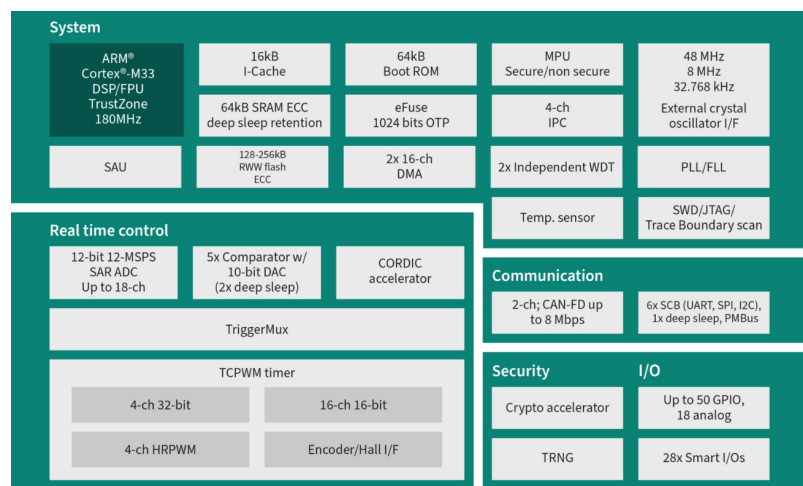 System
ARM®
Cortex®-M33
DSP/FPU
TrustZone
180MHz
16kB
I-Cache
64kB
Boot ROM
MPU
Secure/non secure
48 MHz
8 MHz
32.768 kHz
External crystal
oscillator I/F
64kB SRAM ECC
deep sleep retention
eFuse
1024 bits OTP
4-ch
IPC
SAU
128-256kB
RWW flash
ECC
2x 16-ch
DMA
2x Independent WDT
PLL/FLL
Temp. sensor
SWD/JTAG/
Trace Boundary scan
Real time control
12-bit 12-MSPS
SAR ADC
Up to 18-ch
5x Comparator w/
10-bit DAC
(2x deep sleep)
CORDIC
accelerator
TriggerMux
TCPWM timer
4-ch 32-bit
16-ch 16-bit
4-ch HRPWM
Encoder/Hall I/F
Communication
2-ch; CAN-FD up
to 8 Mbps
6x SCB (UART, SPI, I2C),
1x deep sleep, PMBus
Security
Crypto accelerator
TRNG
I/O
Up to 50 GPIO,
18 analog
28x Smart I/Os